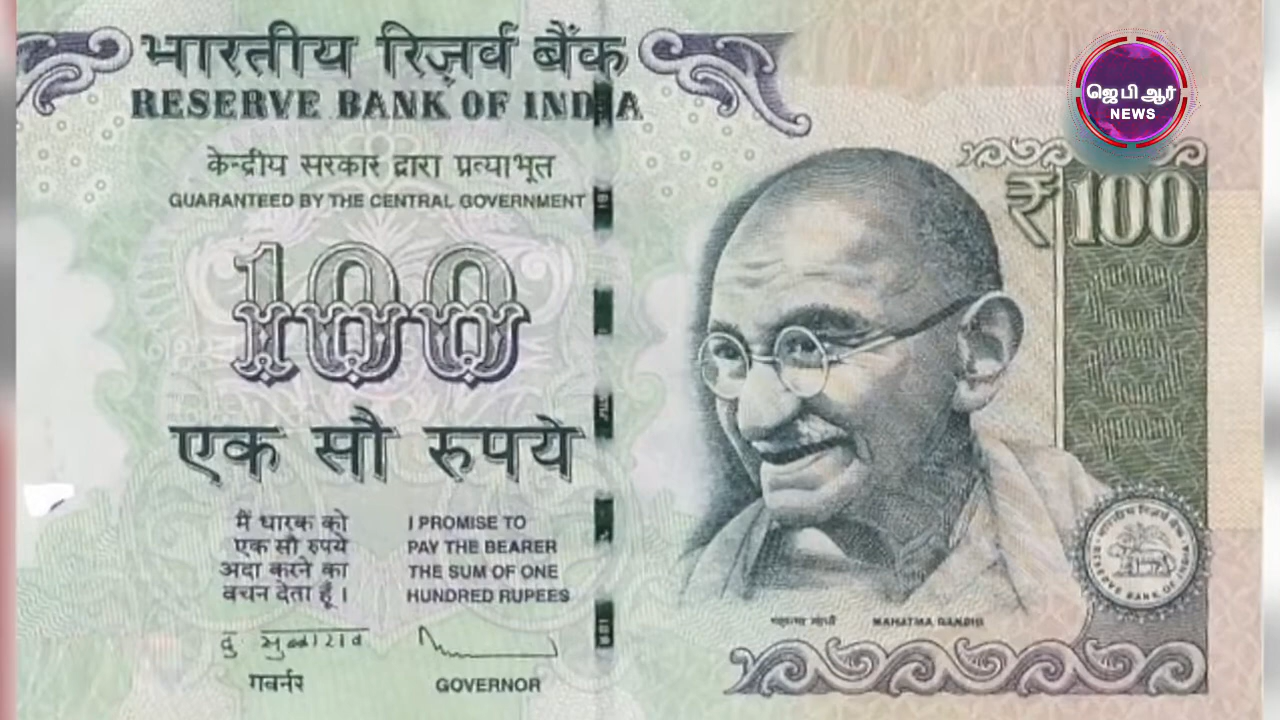 भारतीय रिज़र्व बैंक
RESERVE BANK OF INDIA
केन्द्रीय सरकार द्वारा प्रत्याभूत
GUARANTEED BY THE CENTRAL GOVERNMENT
100
एक सौ रुपये
मैं धारक को
एक सौ रुपये
अदा करने का
वचन देता हूँ।
I PROMISE TO
PAY THE BEARER
THE SUM OF ONE
HUNDRED RUPEES
गवर्नर
GOVERNOR
ஜெ பி ஆர்
NEWS
₹100
भारतीय रिज़र्व बैंक
RESERVE BANK OF INDIA
महात्मा गांधी MAHATMA GANDHI